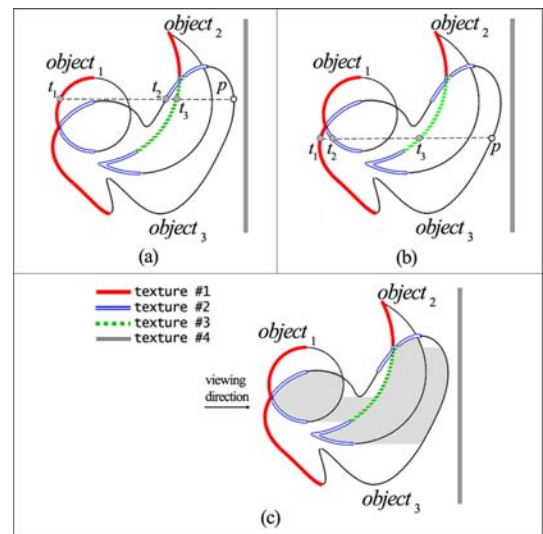 object 2
object 1
t1
t2
t3
p
object 3
(a)
object 2
object 1
t1
t2
t3
p
object 3
(b)
texture #1
texture #2
texture #3
texture #4
object 2
object 1
viewing
direction
object 3
(c)